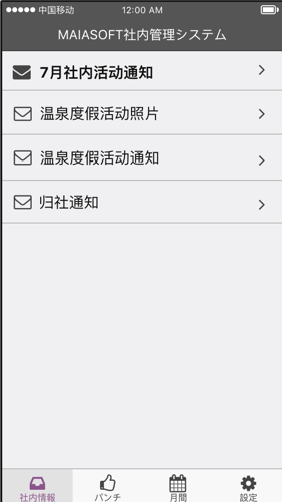 中国移动 12:00 AM
MAIASOFT社内管理システム
7月社内活动通知
温泉度假活动照片
温泉度假活动通知
归社通知
社内情報 パンチ 月間 設定